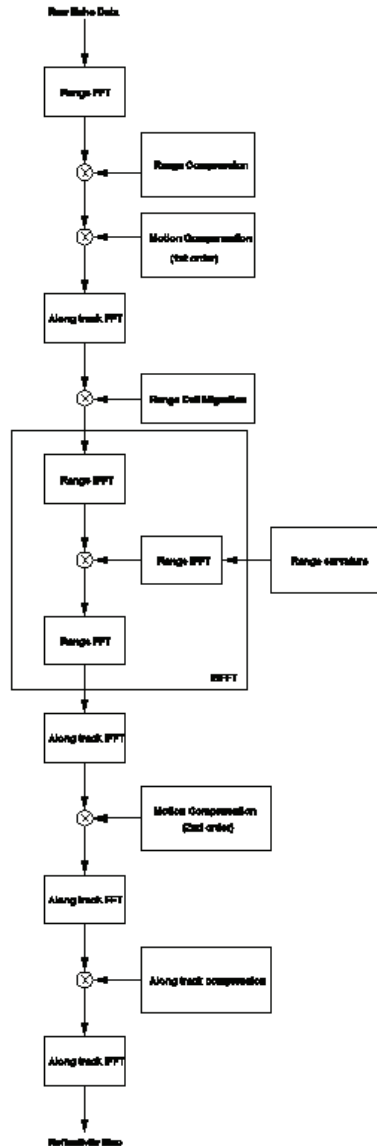 Raw Echo Data
Range FFT
Range Compression
Motion Compensation
(1st order)
Along track FFT
Range Cell Migration
Range IFFT
Range IFFT
Range curvature
Range FFT
Along track IFFT
Motion Compensation
(2nd order)
Along track FFT
Along track compression
Along track IFFT
Reflectivity Map